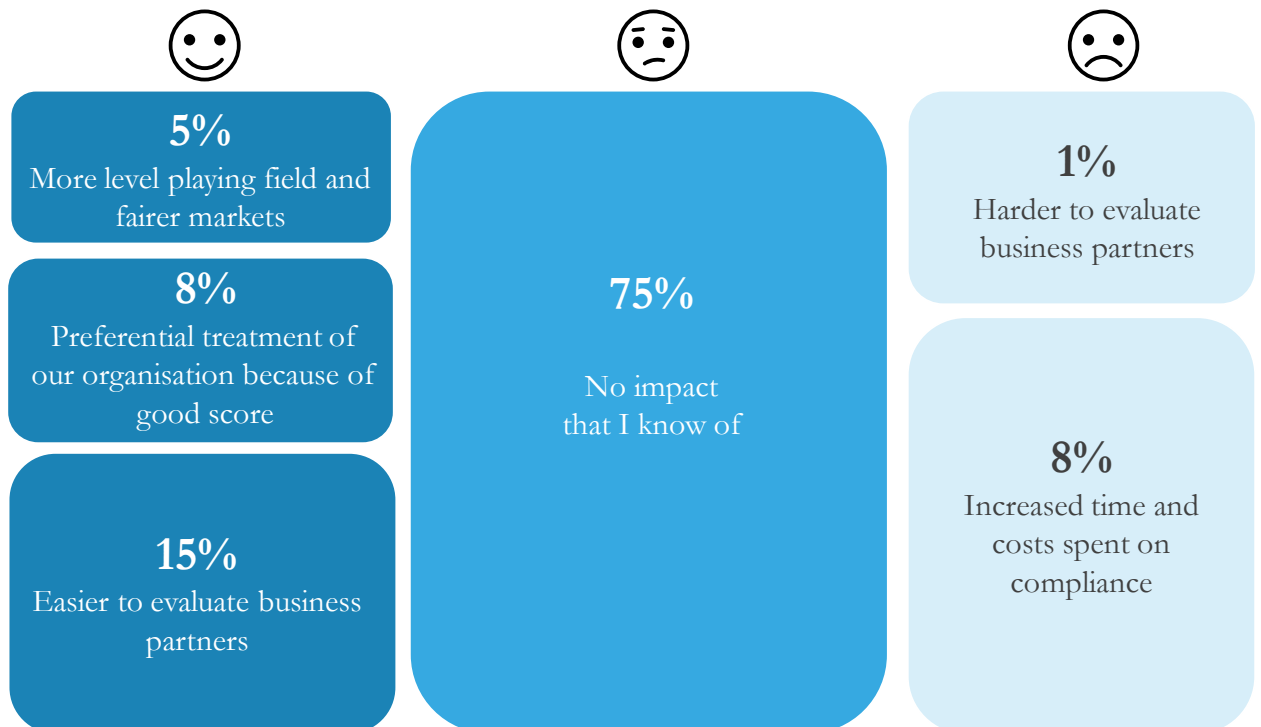 5%
More level playing field and
fairer markets
8%
Preferential treatment of
our organisation because of
good score
15%
Easier to evaluate business
partners
75%
No impact
that I know of
1%
Harder to evaluate
business partners
8%
Increased time and
costs spent on
compliance